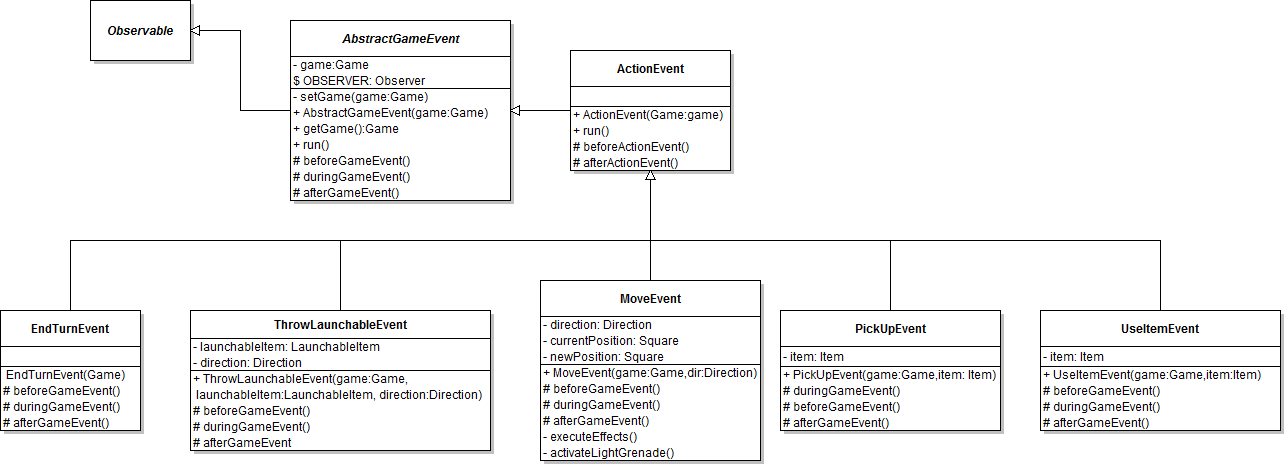 Observable
AbstractGameEvent
- game:Game
$ OBSERVER: Observer
- setGame(game:Game)
+ AbstractGameEvent(game:Game)
+ getGame():Game
+ run()
# beforeGameEvent()
# duringGameEvent()
# afterGameEvent()
ActionEvent
+ ActionEvent(Game:game)
+ run()
# beforeActionEvent()
# afterActionEvent()
EndTurnEvent
EndTurnEvent(Game)
# beforeGameEvent()
# duringGameEvent()
# afterGameEvent()
ThrowLaunchableEvent
- launchableItem: LaunchableItem
- direction: Direction
+ ThrowLaunchableEvent(game:Game,
launchableItem:LaunchableItem, direction:Direction)
# beforeGameEvent()
# duringGameEvent()
# afterGameEvent
MoveEvent
- direction: Direction
- currentPosition: Square
- newPosition: Square
+ MoveEvent(game:Game,dir:Direction)
# beforeGameEvent()
# duringGameEvent()
# afterGameEvent()
- executeEffects()
- activateLightGrenade()
PickUpEvent
- item: Item
+ PickUpEvent(game:Game,item: Item)
# duringGameEvent()
# beforeGameEvent()
# afterGameEvent()
UseItemEvent
- item: Item
+ UseItemEvent(game:Game,item:Item)
# beforeGameEvent()
# duringGameEvent()
# afterGameEvent()